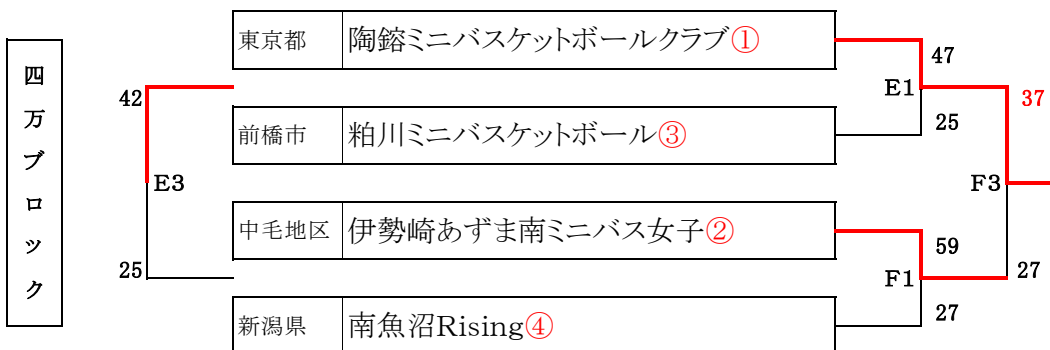 四万ブロック
東京都 陶鎔ミニバスケットボールクラブ①
前橋市 粕川ミニバスケットボール③
中毛地区 伊勢崎あずま南ミニバス女子②
新潟県 南魚沼Rising④
42
E3
25
47
E1
25
37
F3
59
F1
27
27